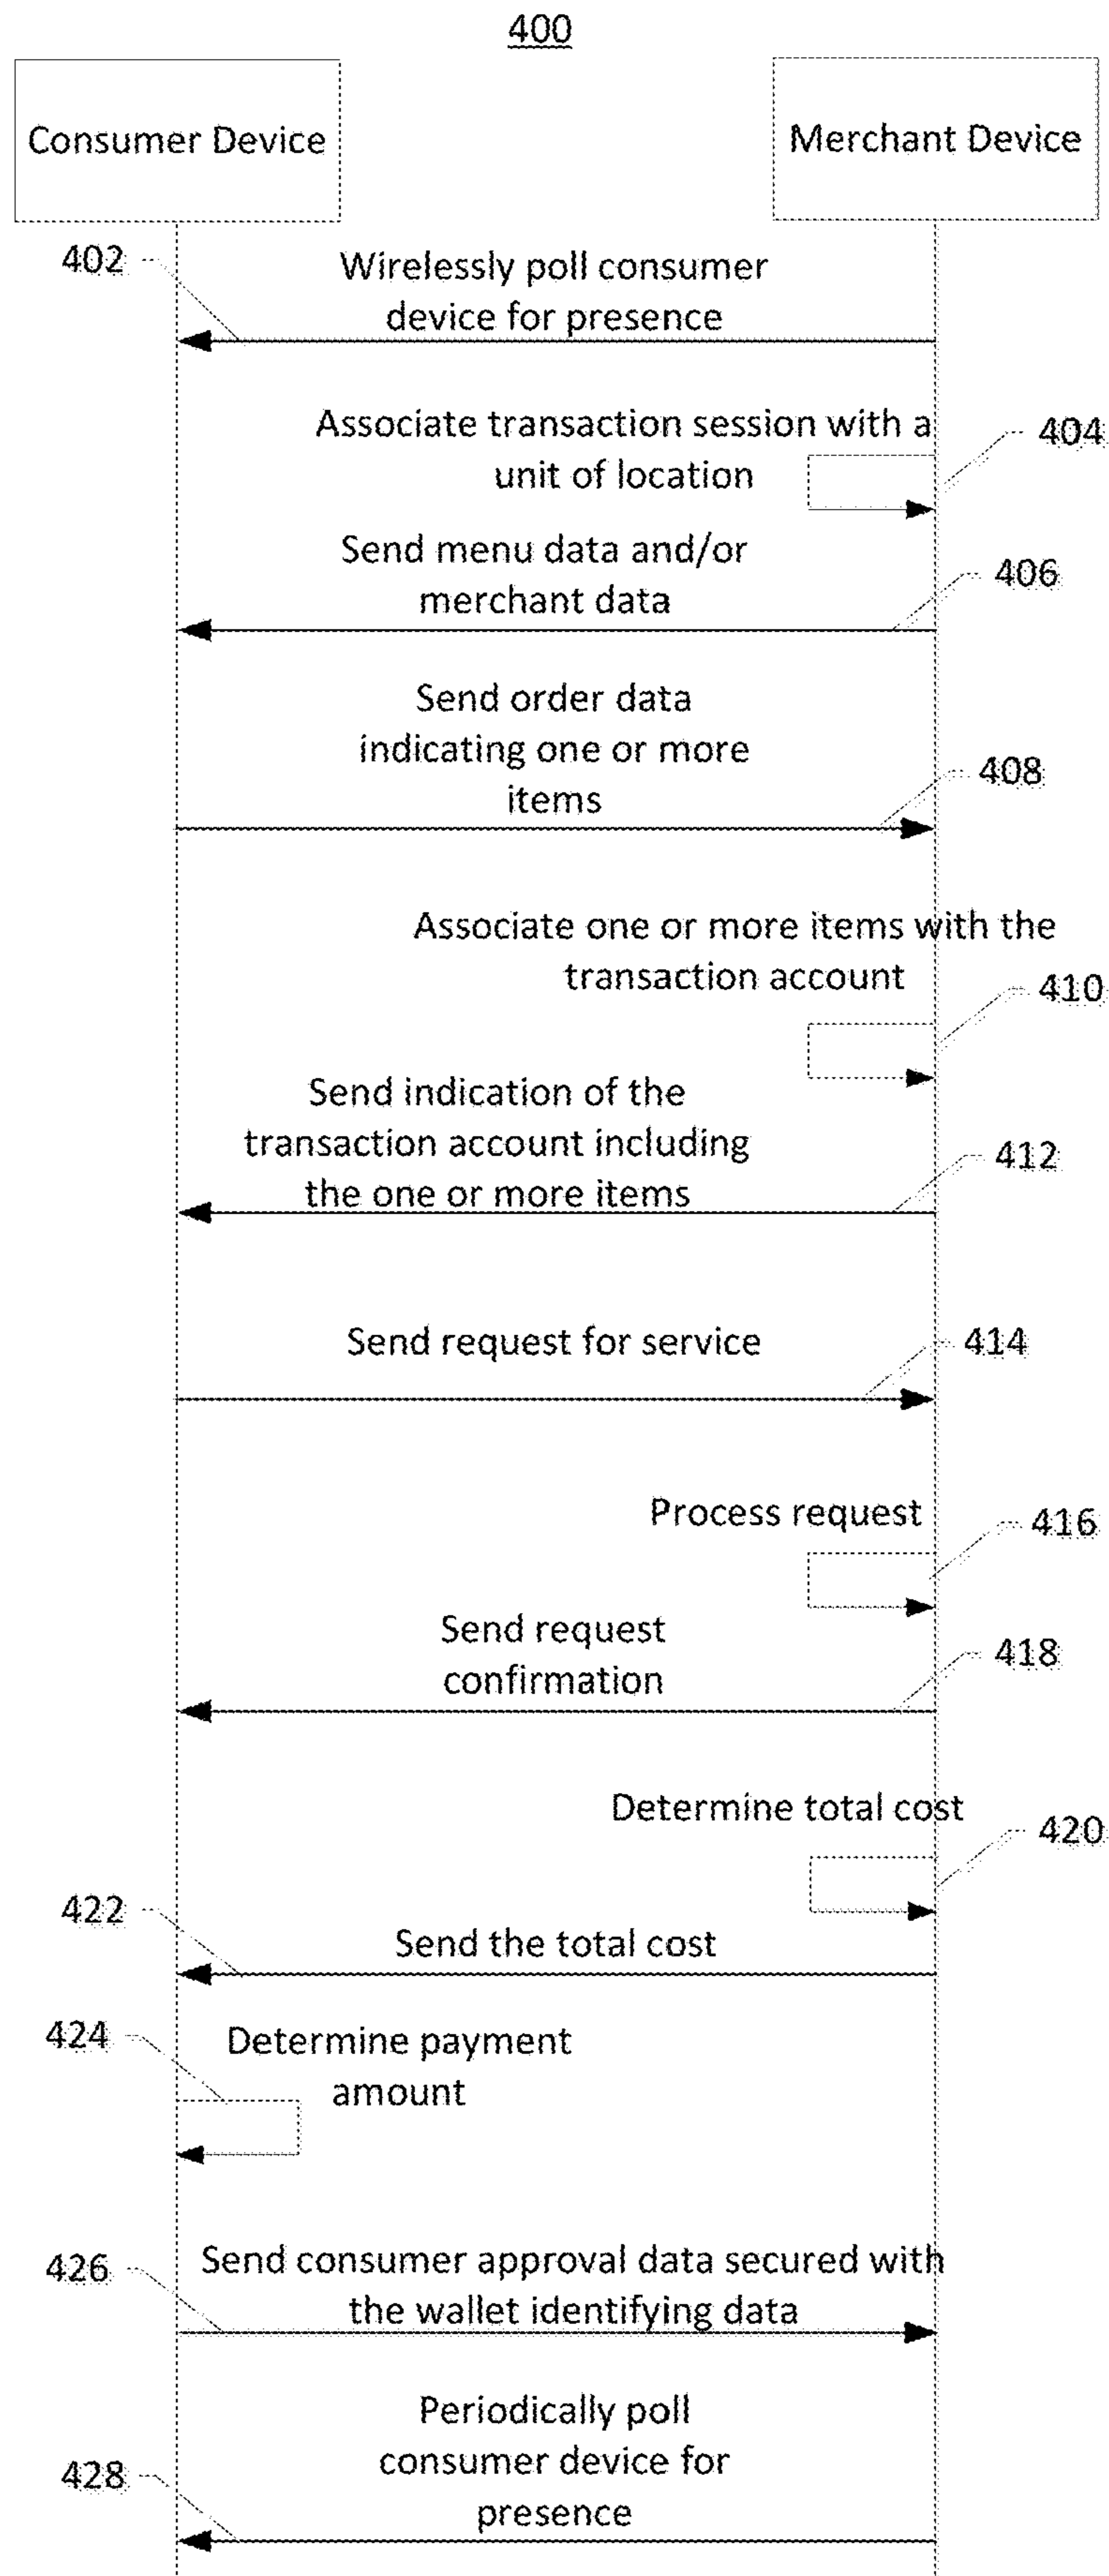 400
Consumer Device
Merchant Device
402
Wirelessly poll consumer
device for presence
Associate transaction session with a
404
unit of location
Send menu data and/or
406
merchant data
Send order data
indicating one or more
408
items
Associate one or more items with the
transaction account
410
Send indication of the
transaction account including
412
the one or more items
Send request for service
414
Process request
416
Send request
418
confirmation
Determine total cost
420
422
Send the total cost
424
Determine payment
amount
426
Send consumer approval data secured with
the wallet identifying data
Periodically poll
consumer device for
428
presence